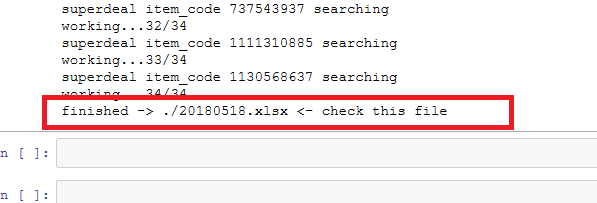 superdeal item_code 737543937 searching
working...32/34
superdeal item_code 1111310885 searching
working...33/34
superdeal item_code 1130568637 searching
working...34/34
finished -> ./20180518.xlsx <- check this file
n [ ]:
n [ ]: